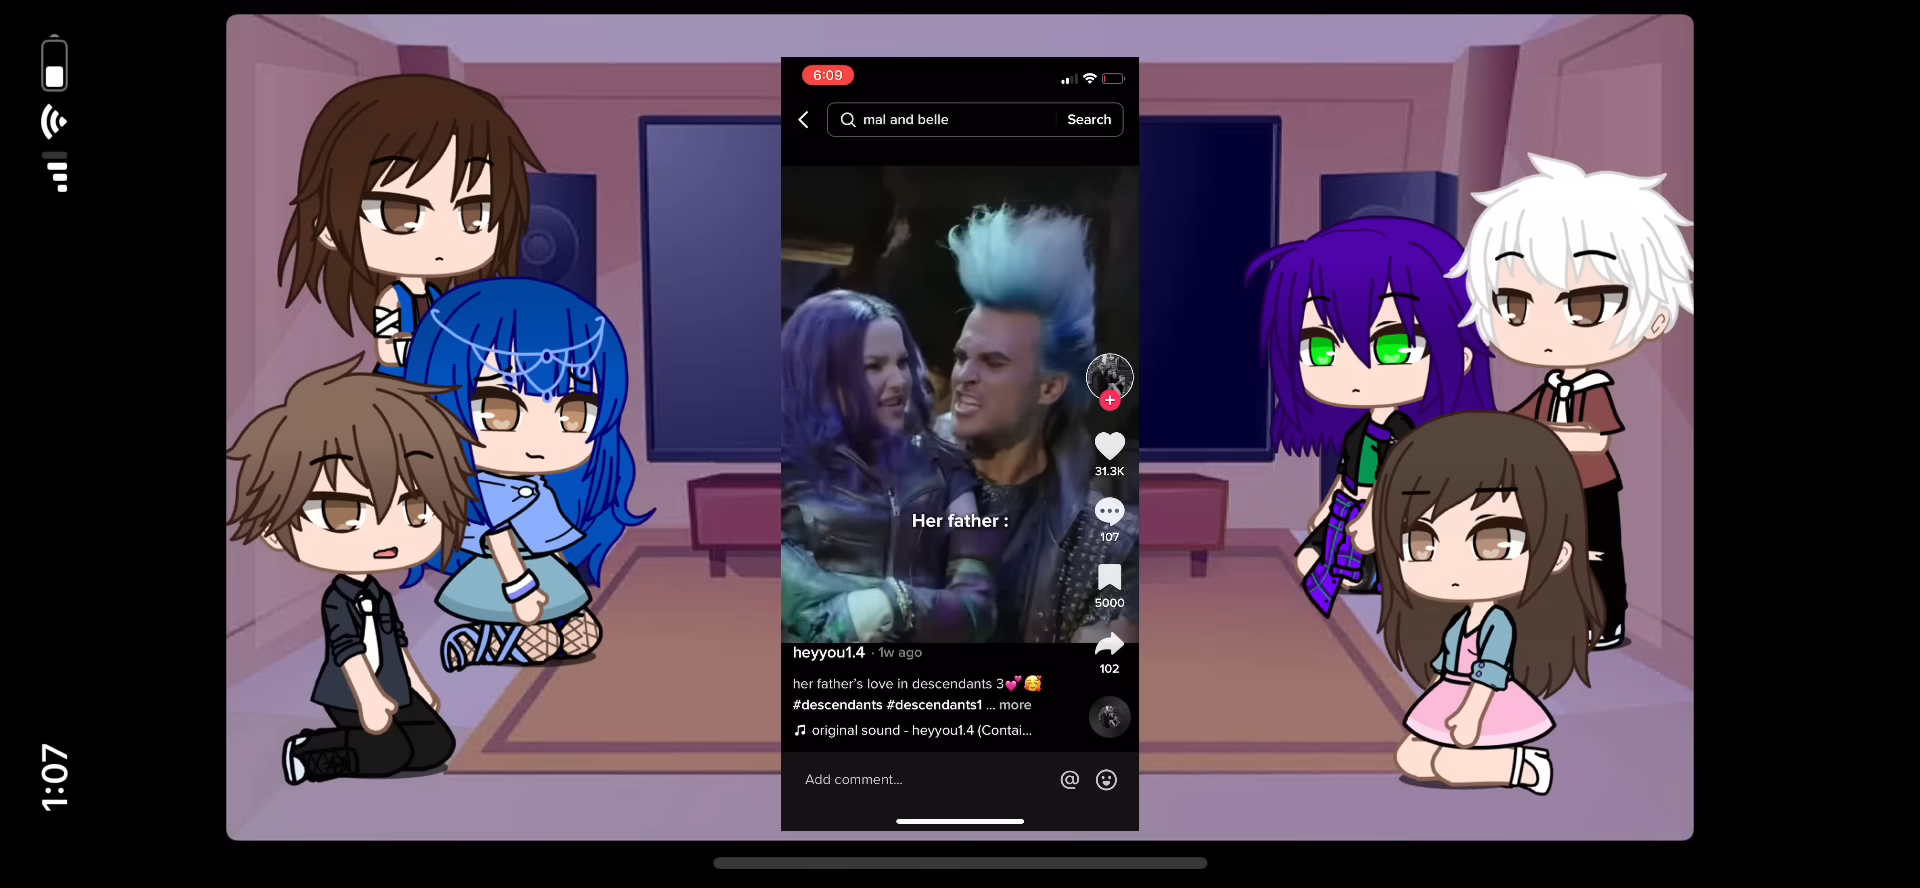 1:07
6:09
mal and belle
Search
31.3K
Her father :
107
5000
102
heyyou1.4 · 1w ago
her father's love in descendants 3💕🥰
#descendants #descendants1 ... more
original sound - heyyou1.4 (Contai...
Add comment...